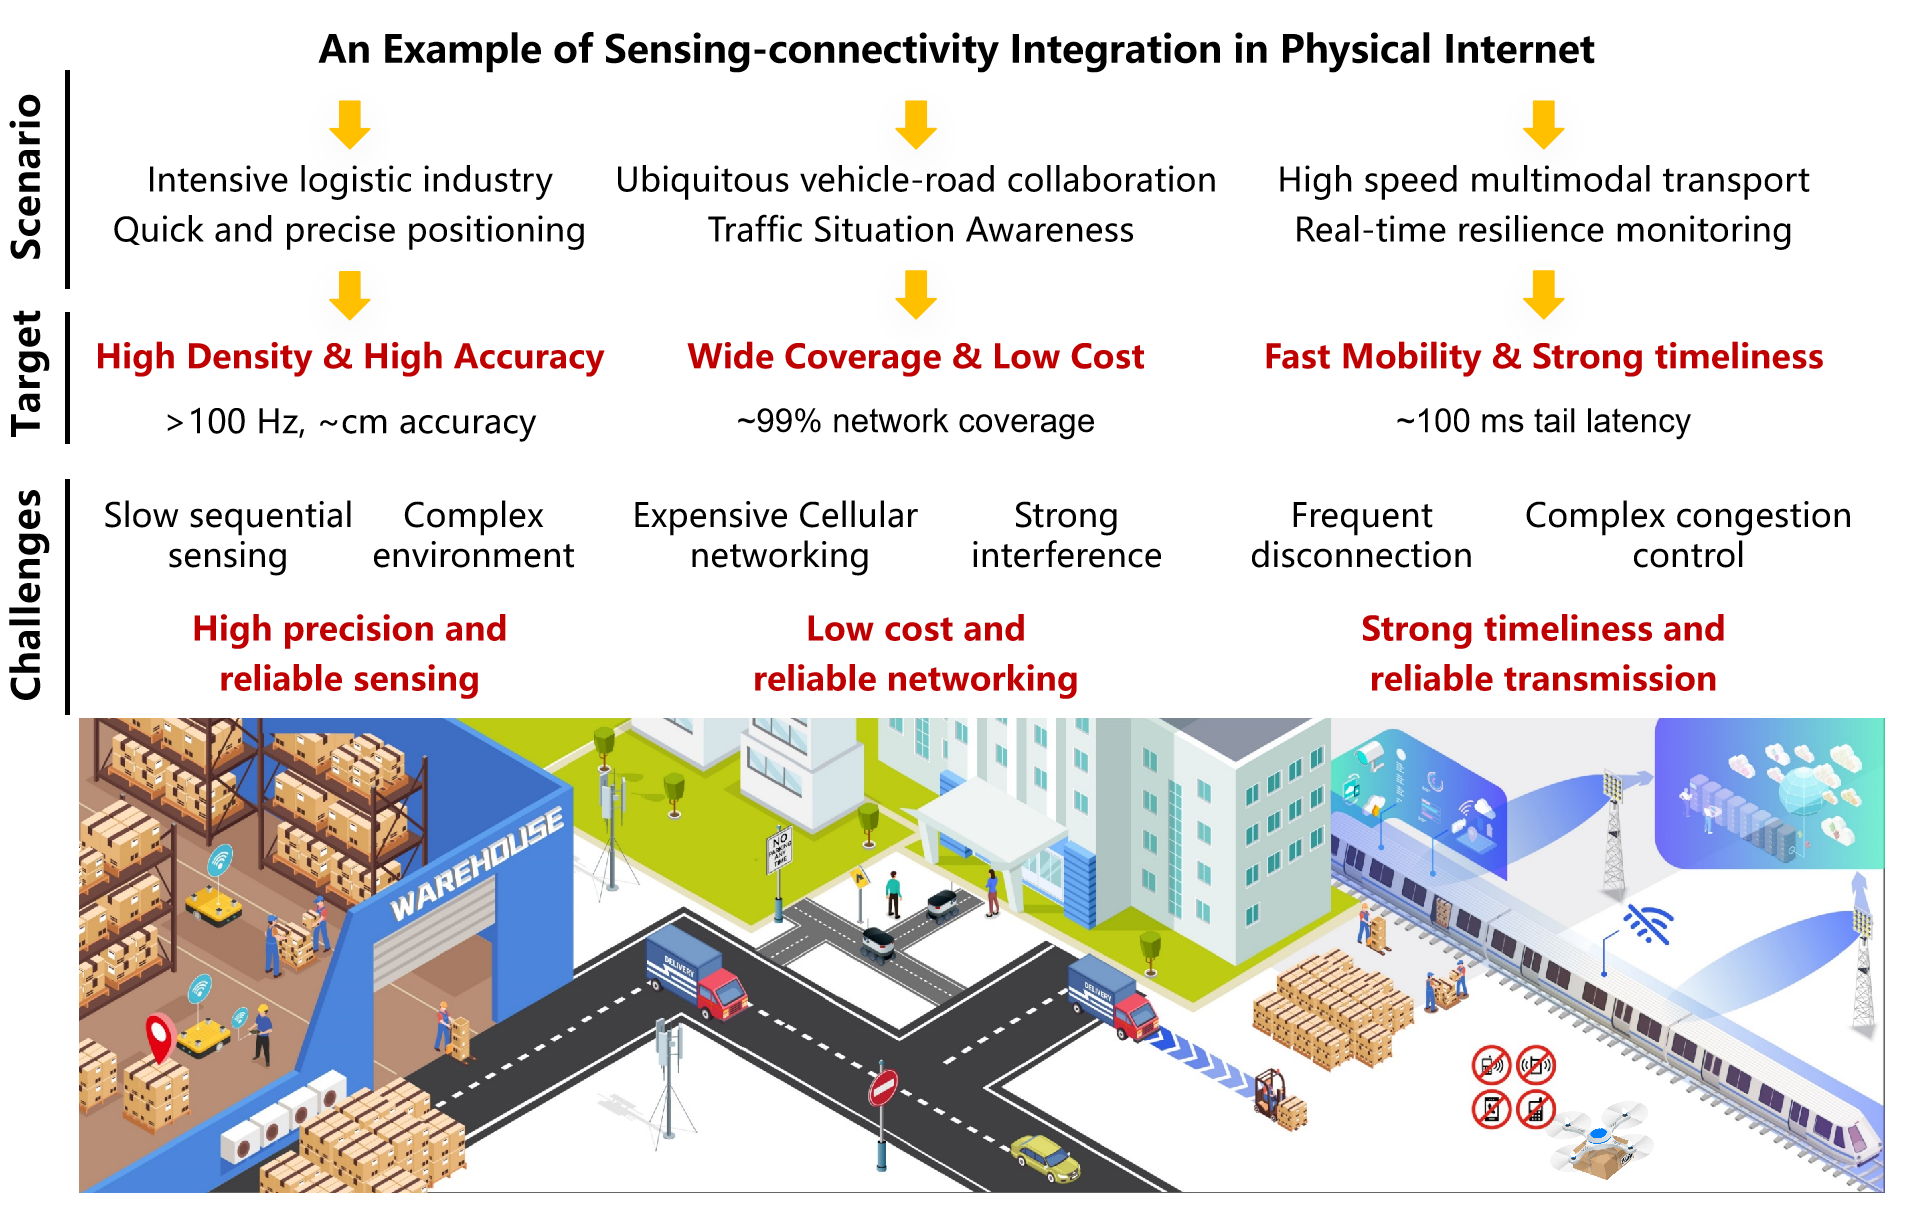 An Example of Sensing-connectivity Integration in Physical Internet
Scenario
Intensive logistic industry
Quick and precise positioning
Ubiquitous vehicle-road collaboration
Traffic Situation Awareness
High speed multimodal transport
Real-time resilience monitoring
Target
High Density & High Accuracy
>100 Hz, ~cm accuracy
Wide Coverage & Low Cost
~99% network coverage
Fast Mobility & Strong timeliness
~100 ms tail latency
Challenges
Slow sequential
sensing
Complex
environment
Expensive Cellular
networking
Strong
interference
Frequent
disconnection
Complex congestion
control
High precision and
reliable sensing
Low cost and
reliable networking
Strong timeliness and
reliable transmission
WAREHOUSE
NO
PARKING
ANY
TIME
DELIVERY
DELIVERY